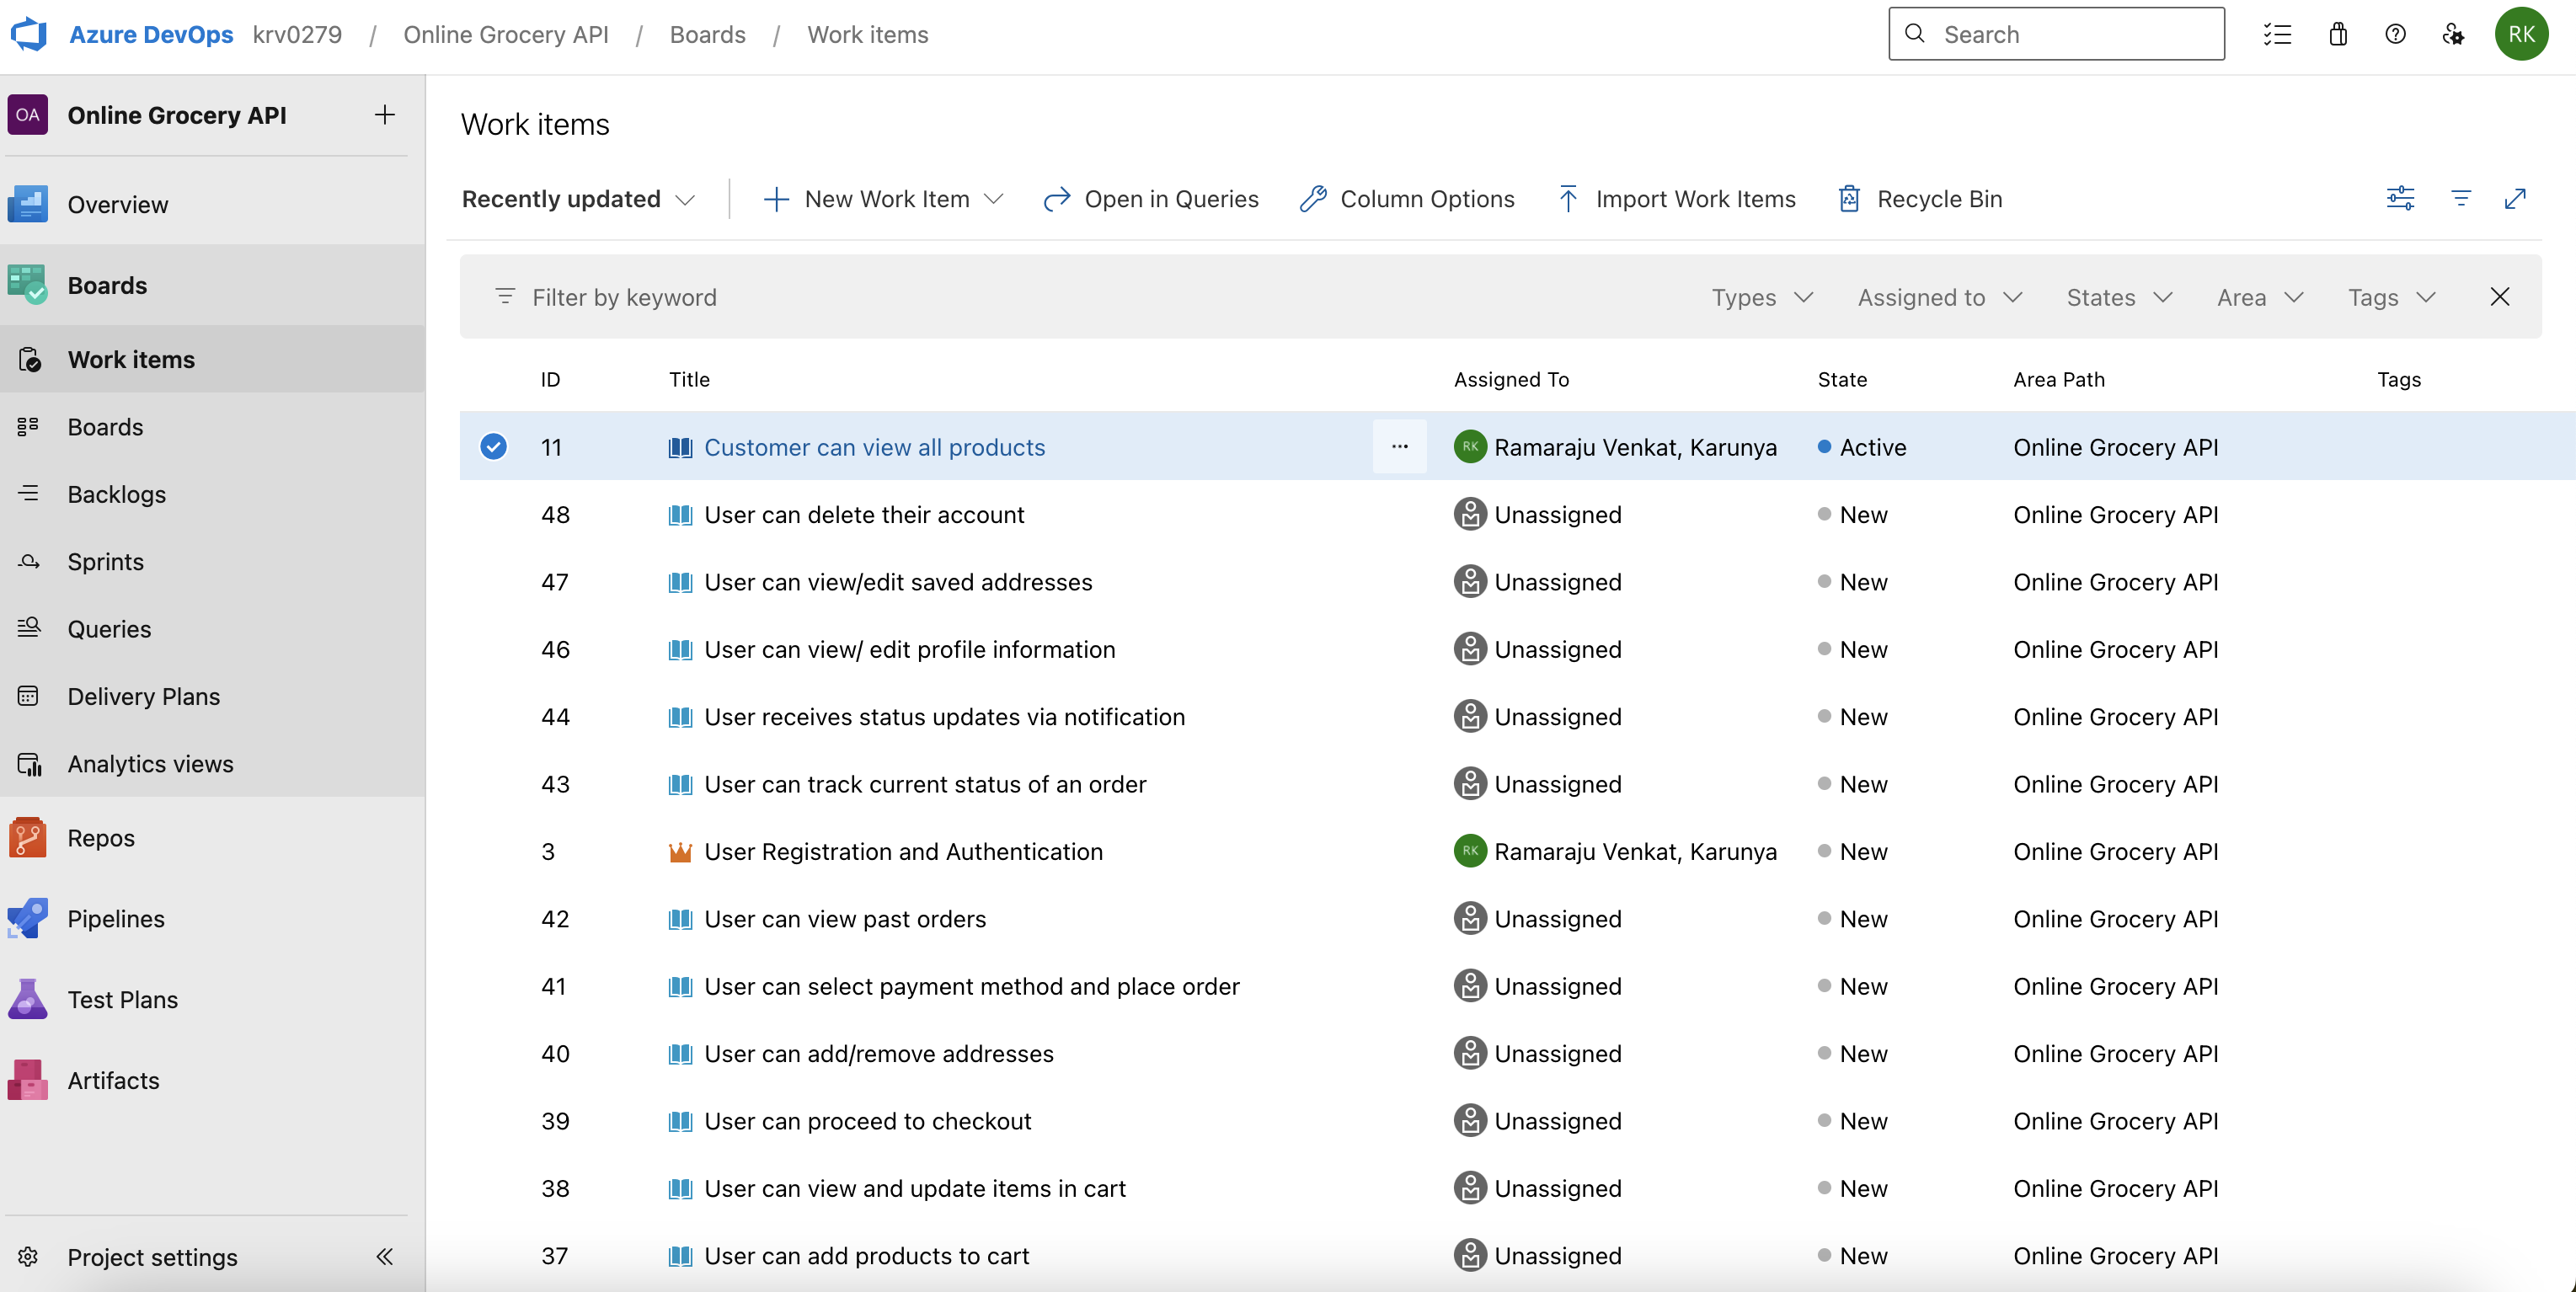 Azure DevOps krv0279 / Online Grocery API / Boards / Work items Search RK
OA Online Grocery API
Overview
Boards
Work items
Boards
Backlogs
Sprints
Queries
Delivery Plans
Analytics views
Repos
Pipelines
Test Plans
Artifacts
Project settings
Work items
Recently updated New Work Item Open in Queries Column Options Import Work Items Recycle Bin
Filter by keyword Types Assigned to States Area Tags
ID Title Assigned To State Area Path Tags
11 Customer can view all products ... RK Ramaraju Venkat, Karunya Active Online Grocery API
48 User can delete their account Unassigned New Online Grocery API
47 User can view/edit saved addresses Unassigned New Online Grocery API
46 User can view/ edit profile information Unassigned New Online Grocery API
44 User receives status updates via notification Unassigned New Online Grocery API
43 User can track current status of an order Unassigned New Online Grocery API
3 User Registration and Authentication RK Ramaraju Venkat, Karunya New Online Grocery API
42 User can view past orders Unassigned New Online Grocery API
41 User can select payment method and place order Unassigned New Online Grocery API
40 User can add/remove addresses Unassigned New Online Grocery API
39 User can proceed to checkout Unassigned New Online Grocery API
38 User can view and update items in cart Unassigned New Online Grocery API
37 User can add products to cart Unassigned New Online Grocery API